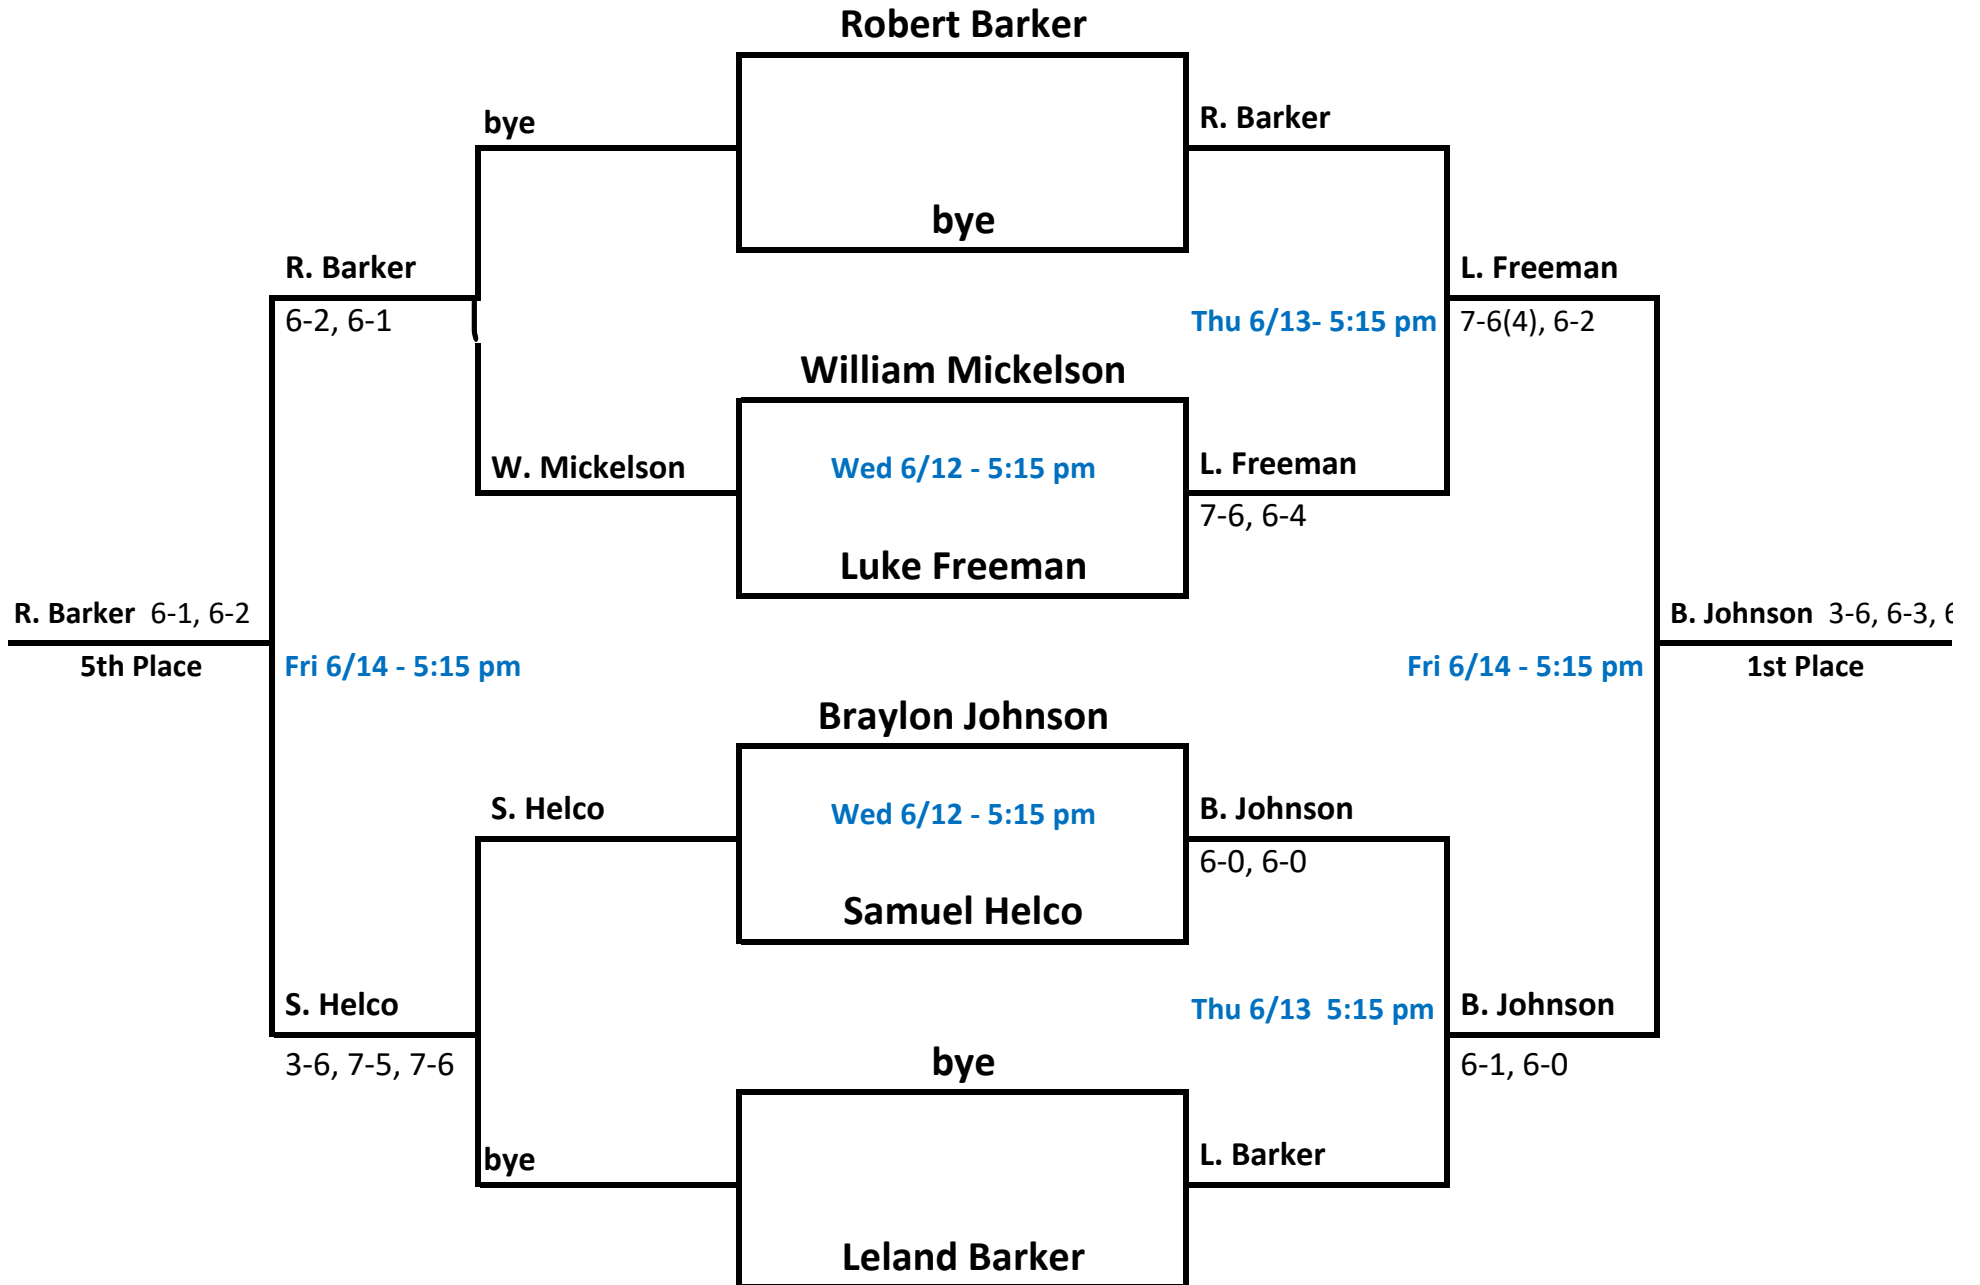 Robert Barker
bye
R. Barker
bye
R. Barker
L. Freeman
6-2, 6-1
Thu 6/13- 5:15 pm
7-6(4), 6-2
William Mickelson
W. Mickelson
Wed 6/12 - 5:15 pm
L. Freeman
7-6, 6-4
Luke Freeman
R. Barker 6-1, 6-2
B. Johnson 3-6, 6-3, 6
5th Place
Fri 6/14 - 5:15 pm
Fri 6/14 - 5:15 pm
1st Place
Braylon Johnson
S. Helco
Wed 6/12 - 5:15 pm
B. Johnson
6-0, 6-0
Samuel Helco
S. Helco
Thu 6/13 5:15 pm
B. Johnson
3-6, 7-5, 7-6
bye
6-1, 6-0
bye
L. Barker
Leland Barker